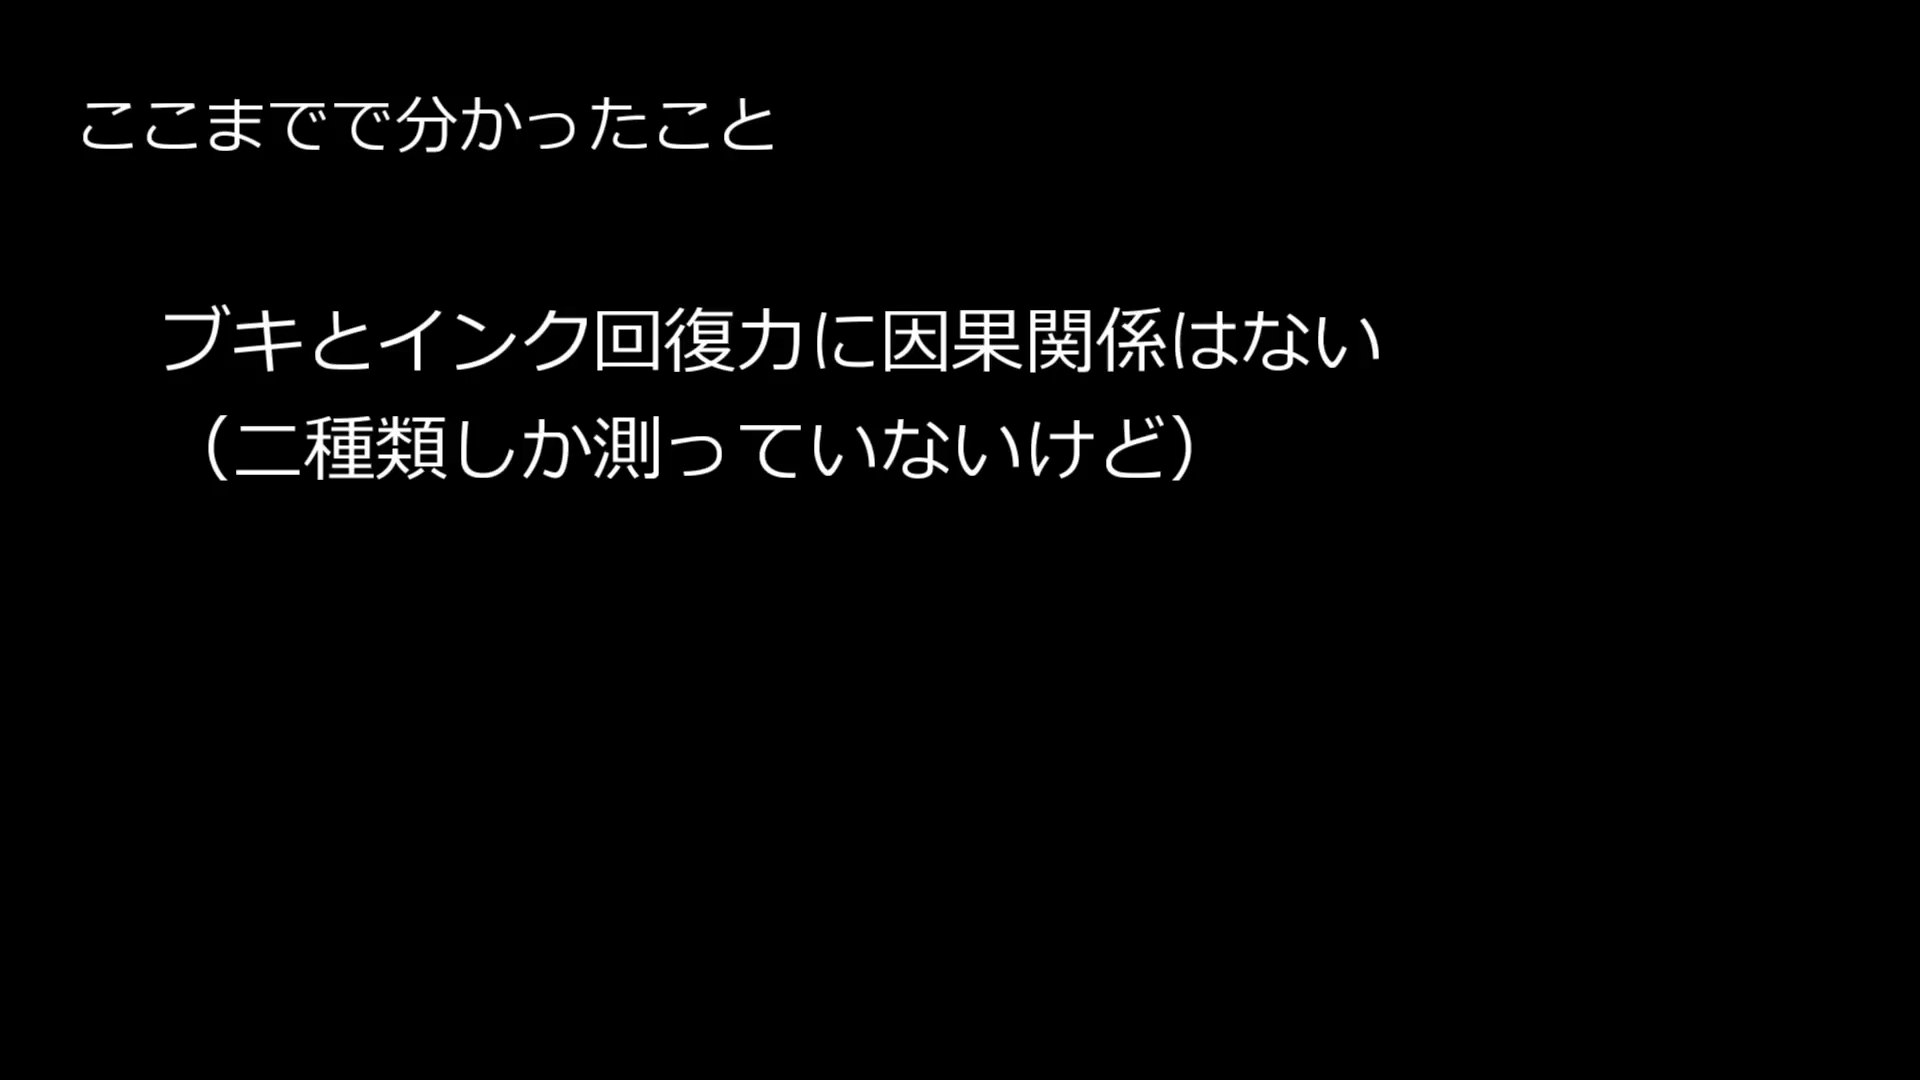 ここまでで分かったこと
ブキとインク回復力に因果関係はない
（二種類しか測っていないけど）